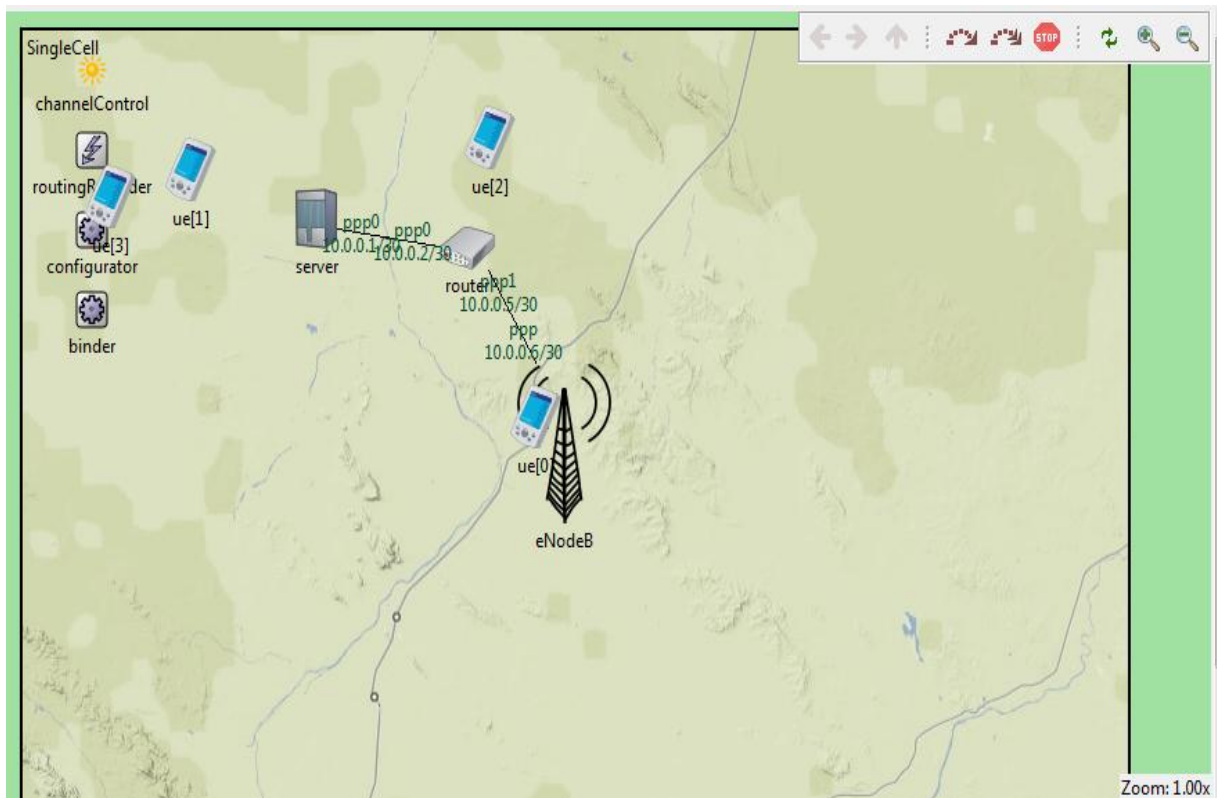 SingleCell
STOP
channelControl
ue[1]
ue[2]
ue[3]
configurator
binder
server
ppp0
ppp0
10.0.0.1/30
10.0.0.2/30
router
ppp1
10.0.0.5/30
ppp
10.0.0.6/30
ue[0]
eNodeB
Zoom: 1.00x